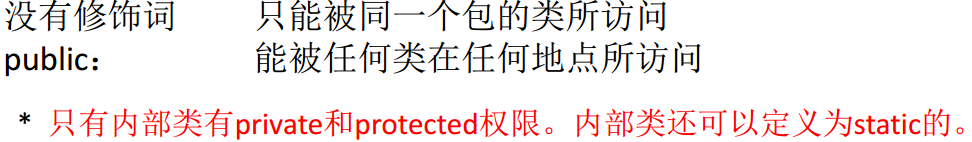 没有修饰词 只能被同一个包的类所访问
public： 能被任何类在任何地点所访问
* 只有内部类有private和protected权限。内部类还可以定义为static的。